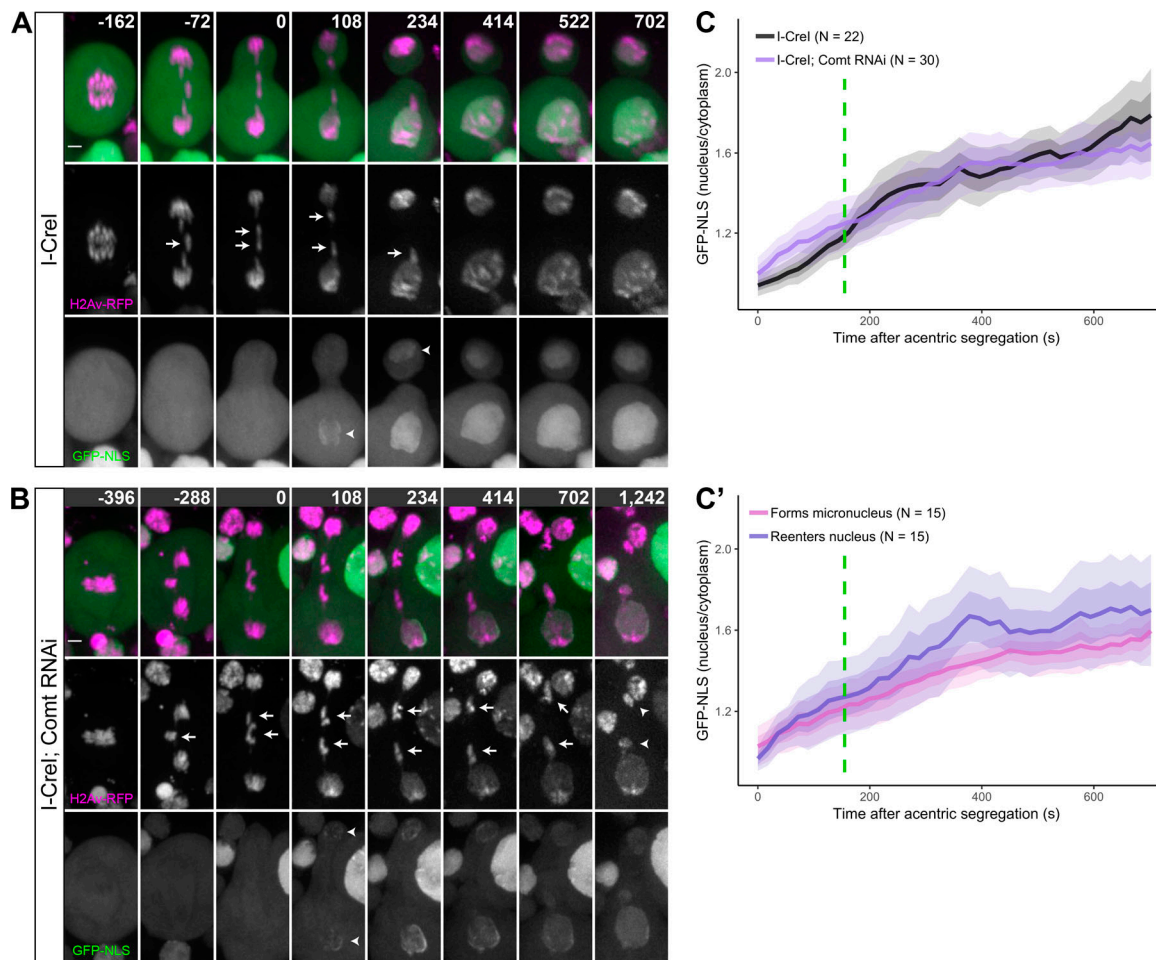 A
I-CreI
-162 -72 0 108 234 414 522 702
H2Av-RFP
GFP-NLS
B
I-CreI; Comt RNAi
-396 -288 0 108 234 414 702 1,242
H2Av-RFP
GFP-NLS
C
I-CreI (N = 22)
I-CreI; Comt RNAi (N = 30)
GFP-NLS (nucleus/cytoplasm)
2.0
1.6
1.2
0 200 400 600
Time after acentric segregation (s)
C'
Forms micronucleus (N = 15)
Reenters nucleus (N = 15)
GFP-NLS (nucleus/cytoplasm)
2.0
1.6
1.2
0 200 400 600
Time after acentric segregation (s)